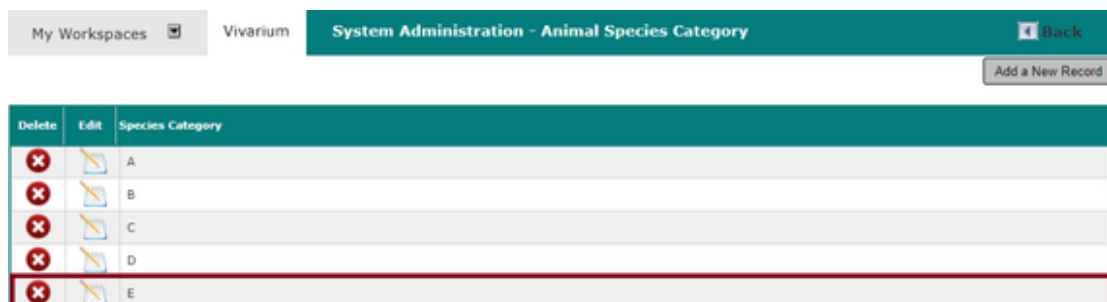 My Workspaces Vivarium System Administration - Animal Species Category Back
Add a New Record
Delete Edit Species Category
A
B
C
D
E